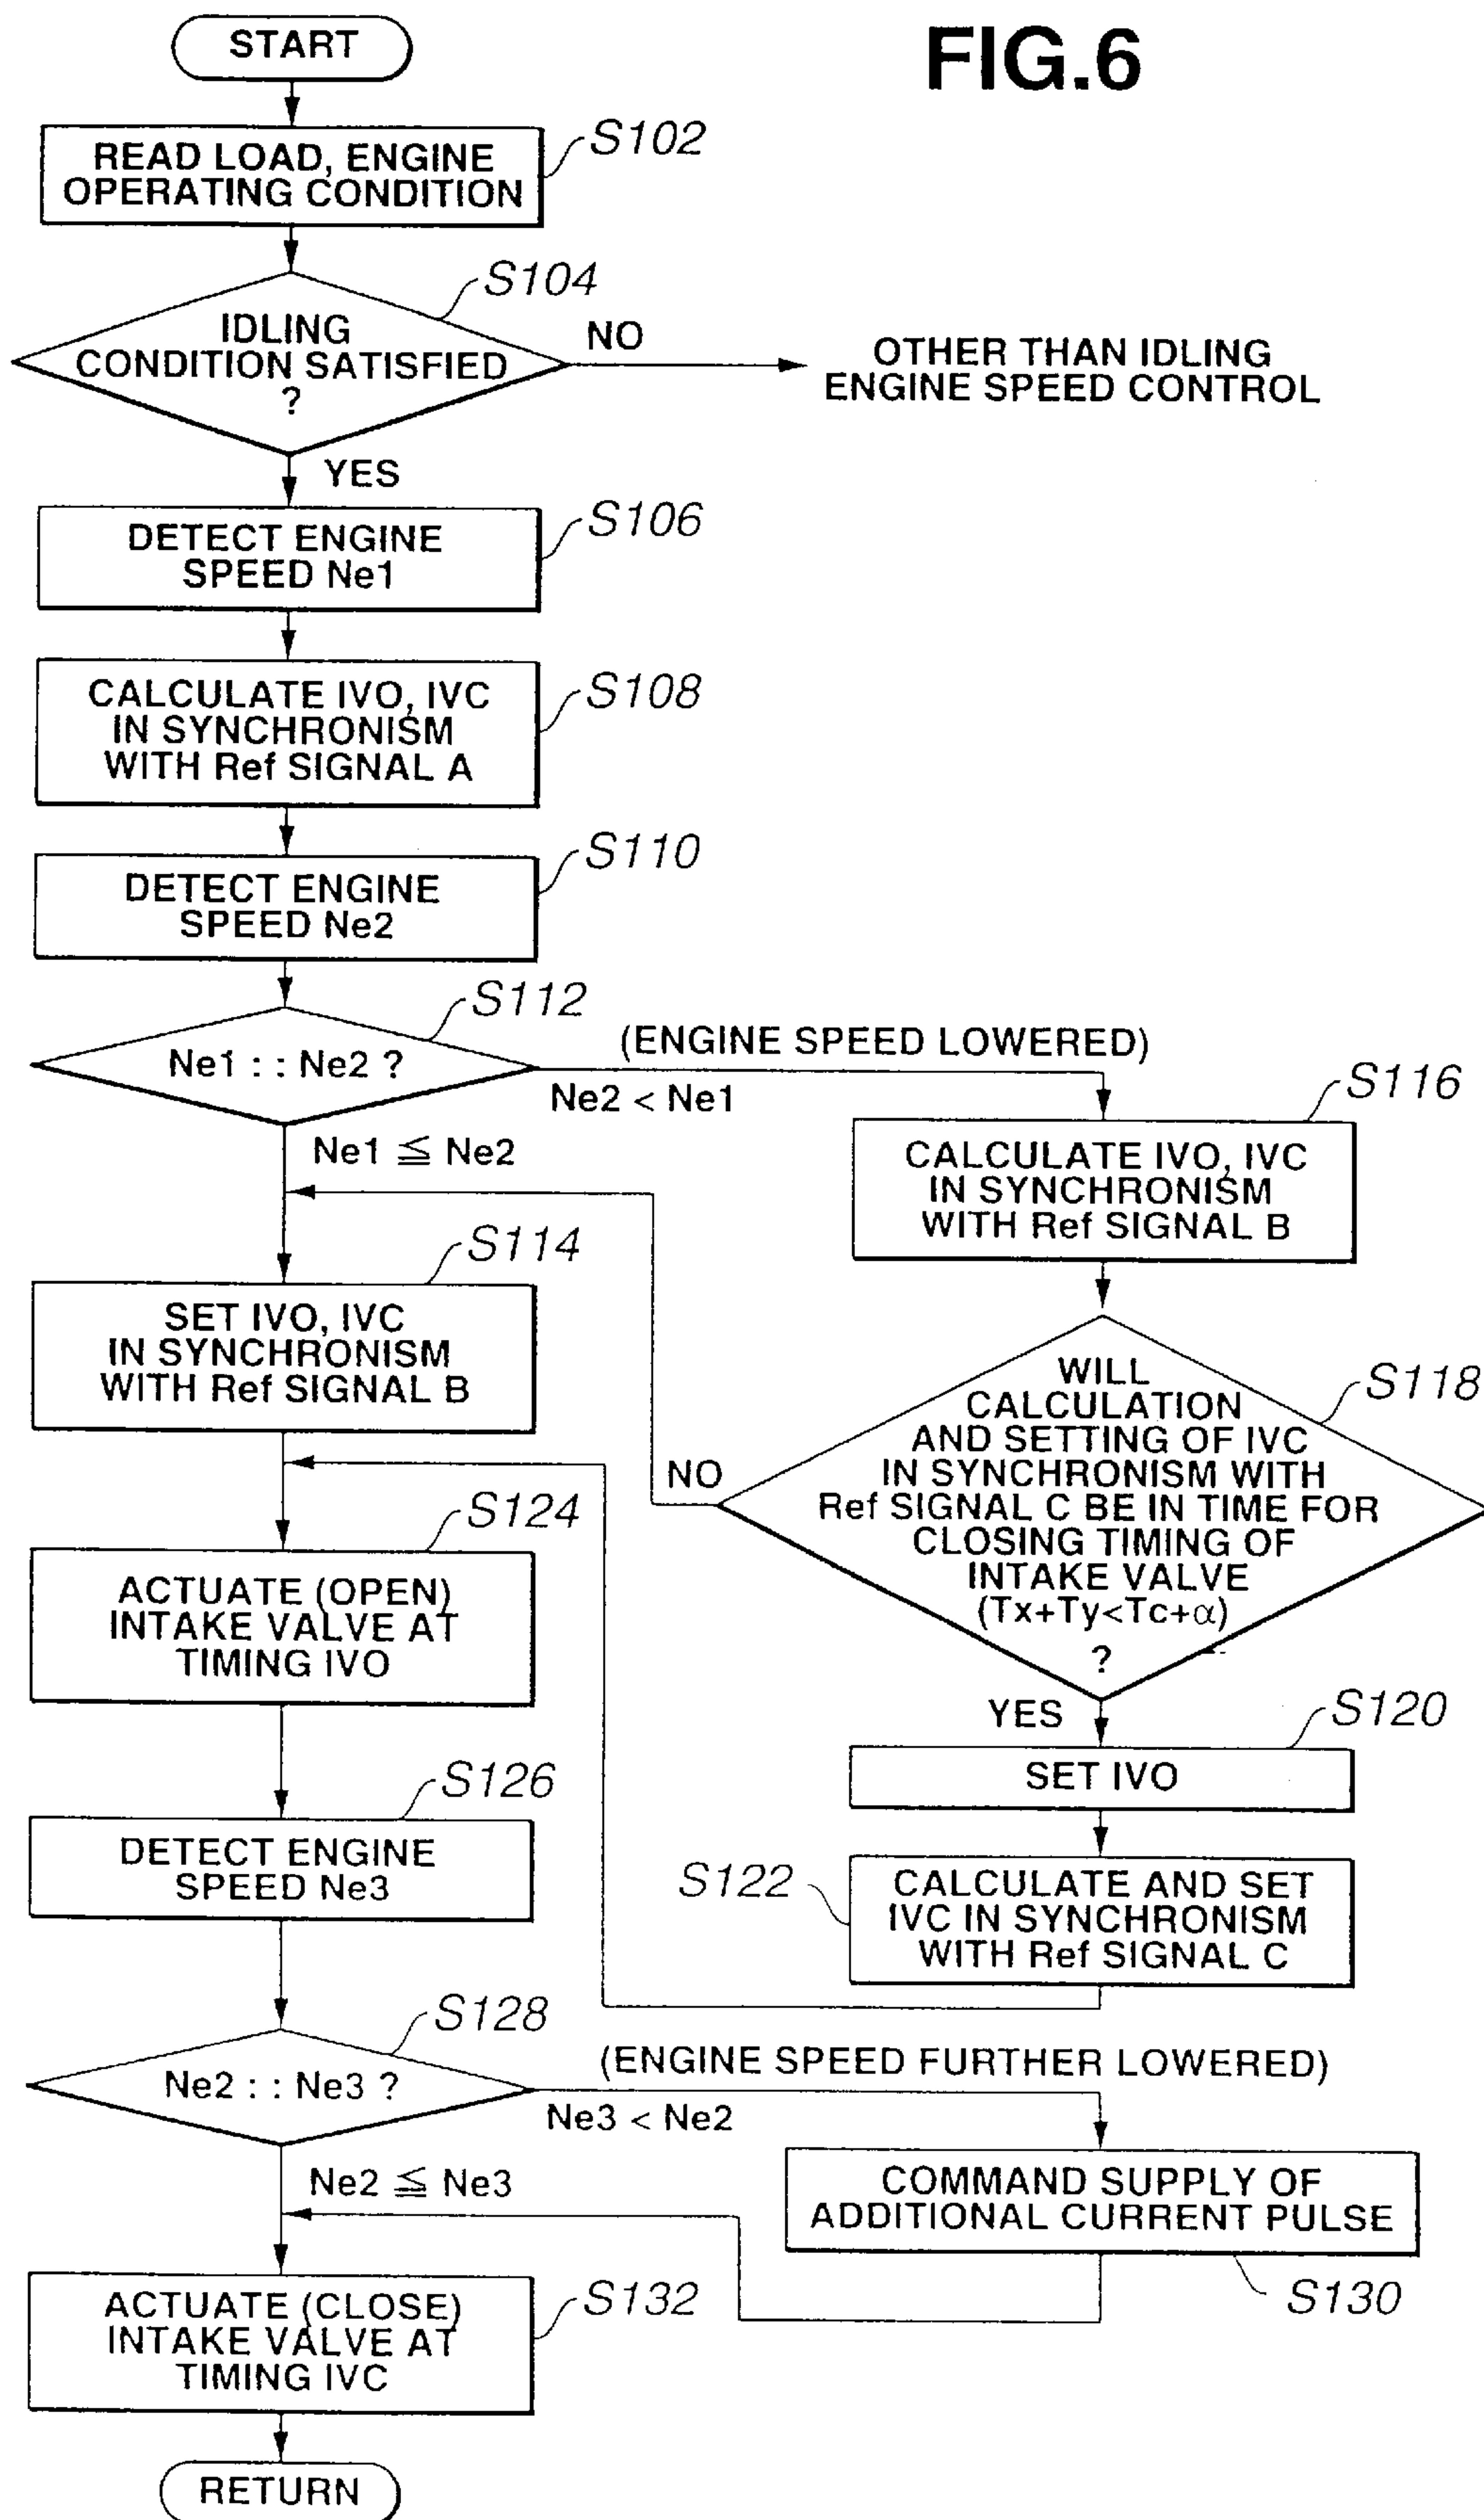 FIG.6
START
S102
READ LOAD, ENGINE
OPERATING CONDITION
S104
IDLING
CONDITION SATISFIED
?
NO
OTHER THAN IDLING
ENGINE SPEED CONTROL
YES
S106
DETECT ENGINE
SPEED Ne1
S108
CALCULATE IVO, IVC
IN SYNCHRONISM
WITH Ref SIGNAL A
S110
DETECT ENGINE
SPEED Ne2
S112
Ne1 : : Ne2 ?
(ENGINE SPEED LOWERED)
Ne2 < Ne1
Ne1 ≦ Ne2
S116
CALCULATE IVO, IVC
IN SYNCHRONISM
WITH Ref SIGNAL B
S114
SET IVO, IVC
IN SYNCHRONISM
WITH Ref SIGNAL B
S118
WILL
CALCULATION
AND SETTING OF IVC
IN SYNCHRONISM WITH
Ref SIGNAL C BE IN TIME FOR
CLOSING TIMING OF
INTAKE VALVE
(Tx+Ty<Tc+α)
?
NO
YES
S120
SET IVO
S122
CALCULATE AND SET
IVC IN SYNCHRONISM
WITH Ref SIGNAL C
S124
ACTUATE (OPEN)
INTAKE VALVE AT
TIMING IVO
S126
DETECT ENGINE
SPEED Ne3
S128
Ne2 : : Ne3 ?
(ENGINE SPEED FURTHER LOWERED)
Ne3 < Ne2
Ne2 ≦ Ne3
COMMAND SUPPLY OF
ADDITIONAL CURRENT PULSE
S130
S132
ACTUATE (CLOSE)
INTAKE VALVE AT
TIMING IVC
RETURN